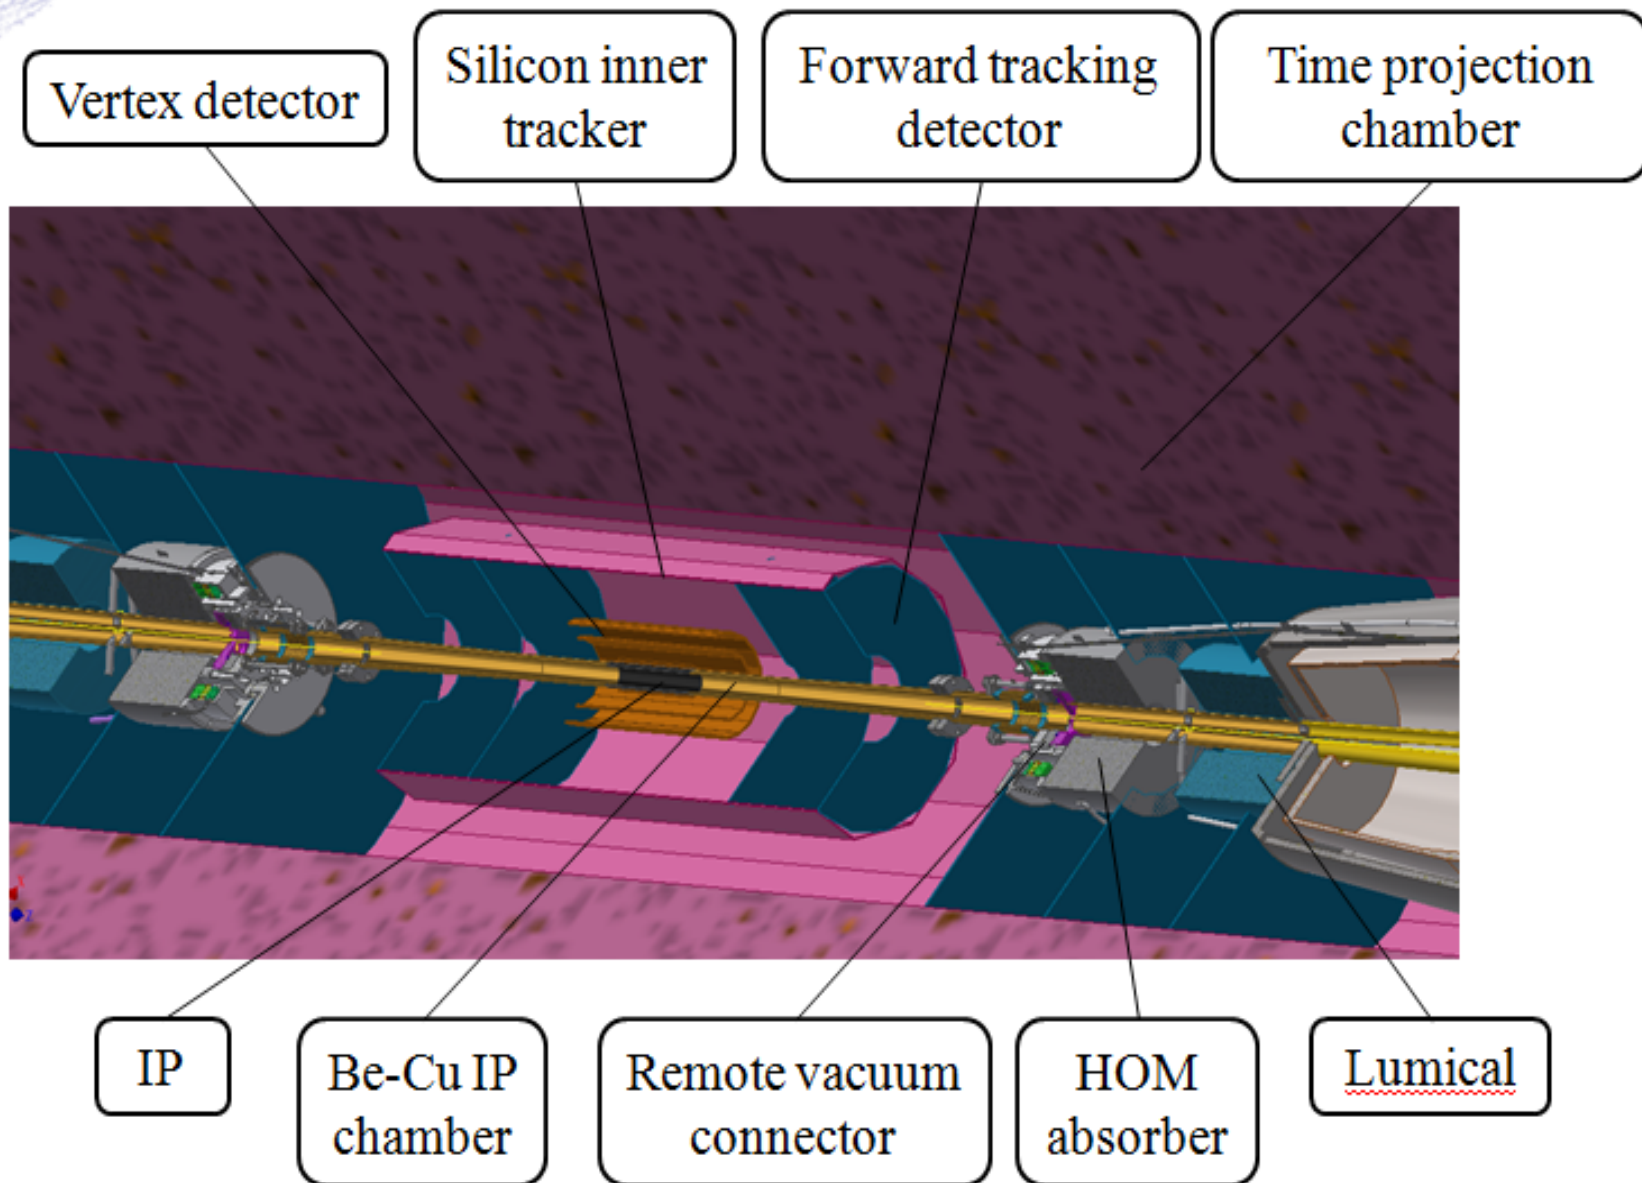 Vertex detector
Silicon inner
tracker
Forward tracking
detector
Time projection
chamber
IP
Be-Cu IP
chamber
Remote vacuum
connector
HOM
absorber
Lumical